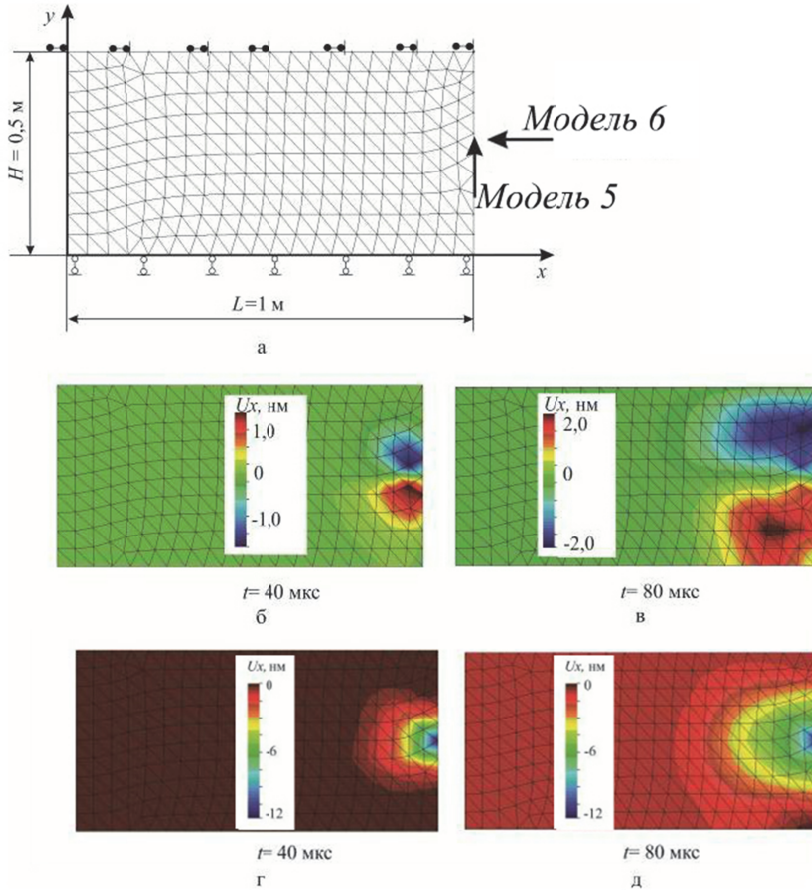 y
H = 0,5 м
Модель 6
Модель 5
x
L=1 м
а
Ux, нм
1,0
0
-1,0
t= 40 мкс
б
Ux, нм
2,0
0
-2,0
t= 80 мкс
в
Ux, нм
0
-6
-12
t= 40 мкс
г
Ux, нм
0
-6
-12
t= 80 мкс
д